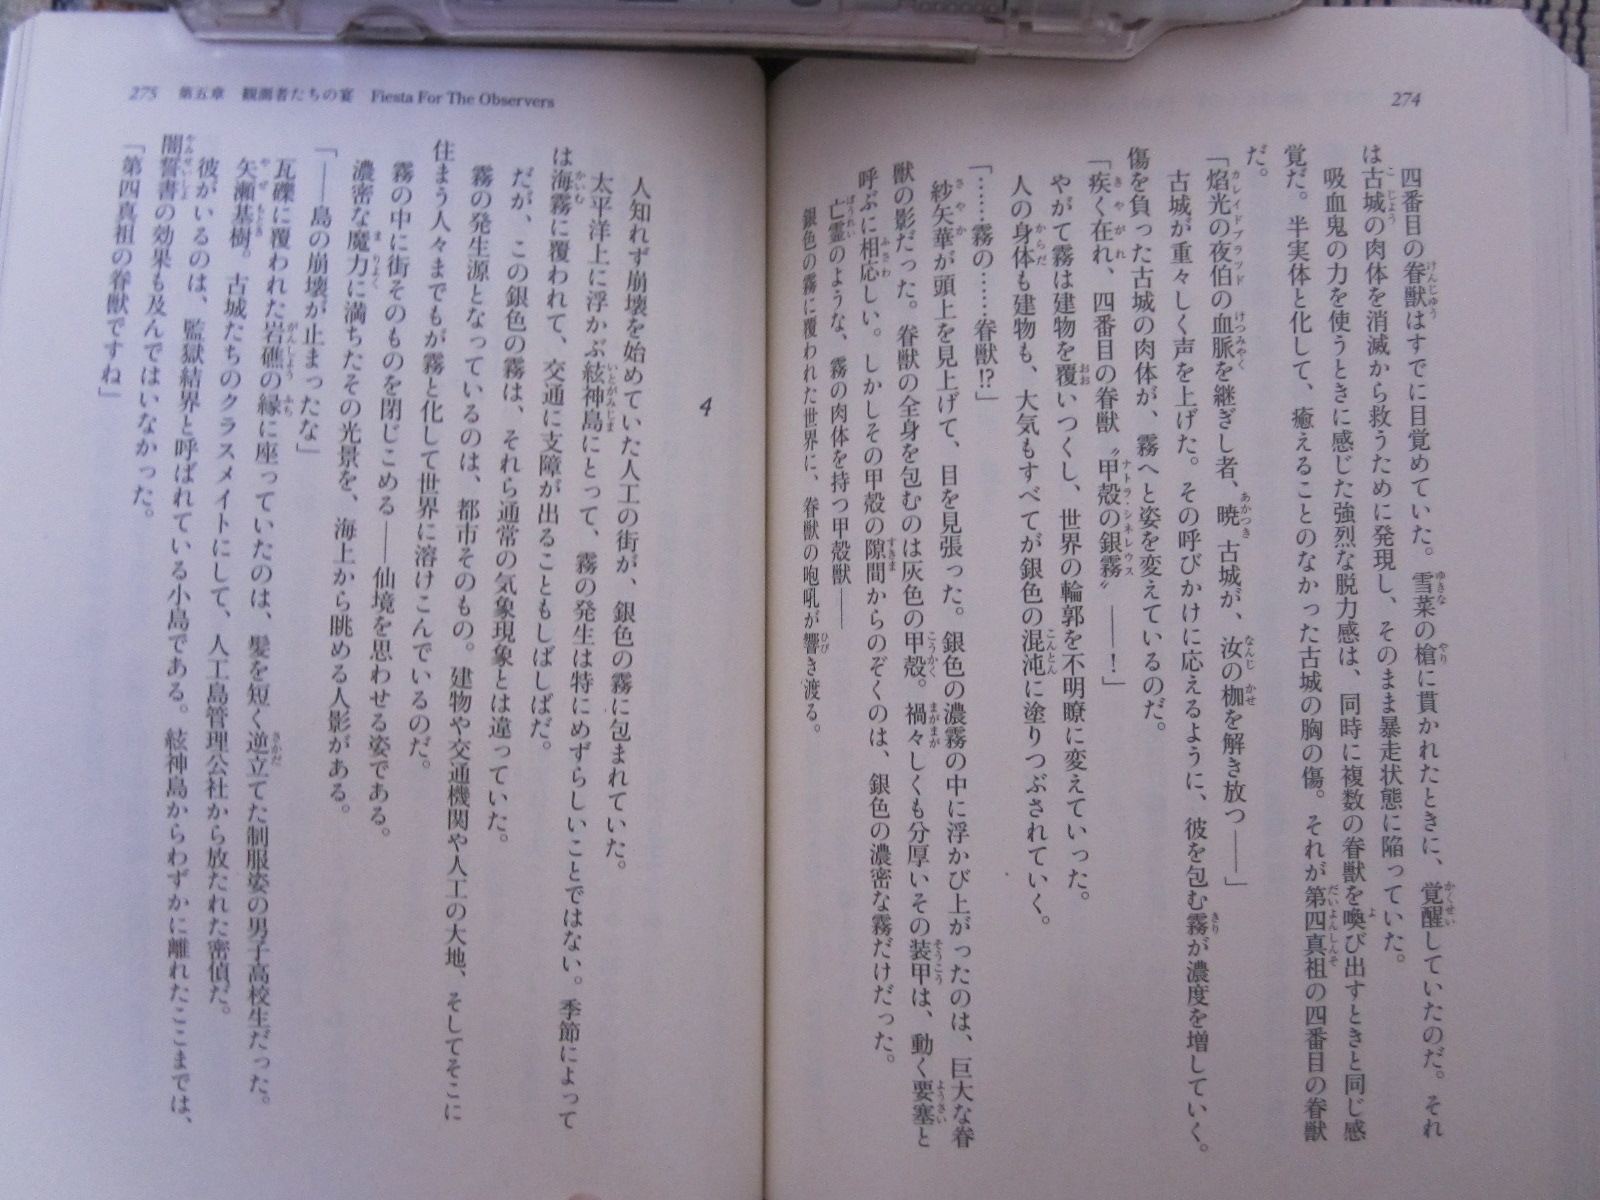 274
四番目の眷獣はすでに目覚めていた。雪菜の槍に貫かれたときに、覚醒していたのだ。それ
は古城の肉体を消滅から救うために発現し、そのまま暴走状態に陥っていた。
吸血鬼の力を使うときに感じた強烈な脱力感は、同時に複数の眷獣を喚び出すときと同じ感
覚だ。半実体と化して、癒えることのなかった古城の胸の傷。それが第四真祖の四番目の眷獣
だ。
「焰光の夜伯の血脈を継ぎし者、暁古城が、汝の枷を解き放つ——」
古城が重々しく声を上げた。その呼びかけに応えるように、彼を包む霧が濃度を増していく。
傷を負った古城の肉体が、霧へと姿を変えているのだ。
「疾く在れ、四番目の眷獣〝甲殻の銀霧〟——！」
やがて霧は建物を覆いつくし、世界の輪郭を不明瞭に変えていった。
人の身体も建物も、大気もすべてが銀色の混沌に塗りつぶされていく。
「……霧の……眷獣!?」
紗矢華が頭上を見上げて、目を見張った。銀色の濃霧の中に浮かび上がったのは、巨大な眷
獣の影だった。眷獣の全身を包むのは灰色の甲殻。禍々しくも分厚いその装甲は、動く要塞と
呼ぶに相応しい。しかしその甲殻の隙間からのぞくのは、銀色の濃密な霧だけだった。
亡霊のような、霧の肉体を持つ甲殻獣——
銀色の霧に覆われた世界に、眷獣の咆吼が響き渡る。
275 第五章 観測者たちの宴 Fiesta For The Observers
4
人知れず崩壊を始めていた人工の街が、銀色の霧に包まれていた。
太平洋上に浮かぶ絃神島にとって、霧の発生は特にめずらしいことではない。季節によって
は海霧に覆われて、交通に支障が出ることもしばしばだ。
だが、この銀色の霧は、それら通常の気象現象とは違っていた。
霧の発生源となっているのは、都市そのもの。建物や交通機関や人工の大地、そしてそこに
住まう人々までもが霧と化して世界に溶けこんでいるのだ。
霧の中に街そのものを閉じこめる——仙境を思わせる姿である。
濃密な魔力に満ちたその光景を、海上から眺める人影がある。
「——島の崩壊が止まったな」
瓦礫に覆われた岩礁の縁に座っていたのは、髪を短く逆立てた制服姿の男子高校生だった。
矢瀬基樹。古城たちのクラスメイトにして、人工島管理公社から放たれた密偵だ。
彼がいるのは、監獄結界と呼ばれている小島である。絃神島からわずかに離れたここまでは、
闇誓書の効果も及んではいなかった。
「第四真祖の眷獣ですね」